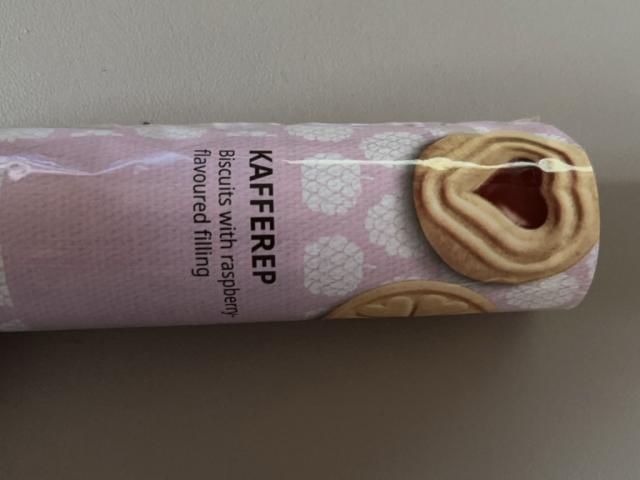 KAFFEREP
Biscuits with raspberry-
flavoured filling